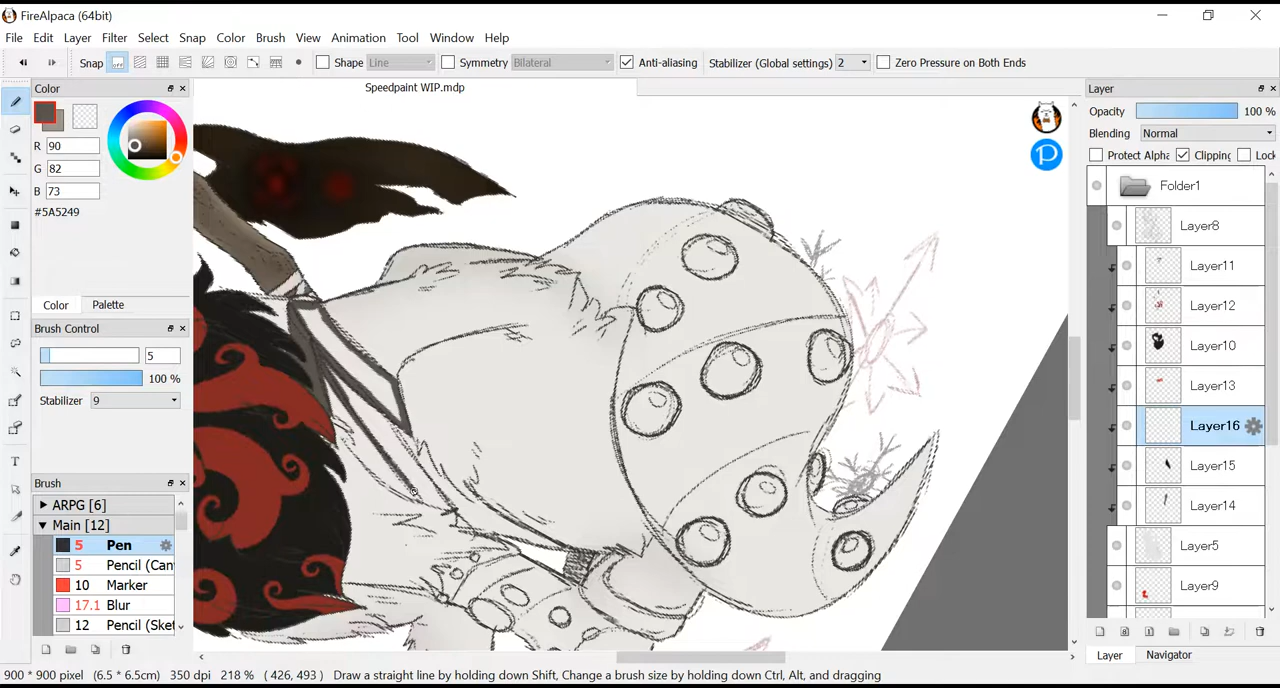 FireAlpaca (64bit)
File Edit Layer Filter Select Snap Color Brush View Animation Tool Window Help
Snap OFF Shape Line Symmetry Bilateral Anti-aliasing Stabilizer (Global settings) 2 Zero Pressure on Both Ends
Color
R 90
G 82
B 73
#5A5249
Color Palette
Brush Control
5
100 %
Stabilizer 9
Brush
ARPG [6]
Main [12]
5 Pen
5 Pencil (Can
10 Marker
17.1 Blur
12 Pencil (Sket
Speedpaint WIP.mdp
Layer
Opacity 100 %
Blending Normal
Protect Alpha Clipping Lock
Folder1
Layer8
Layer11
Layer12
Layer10
Layer13
Layer16
Layer15
Layer14
Layer5
Layer9
Layer Navigator
900 * 900 pixel (6.5 * 6.5cm) 350 dpi 218 % ( 426, 493 ) Draw a straight line by holding down Shift, Change a brush size by holding down Ctrl, Alt, and dragging